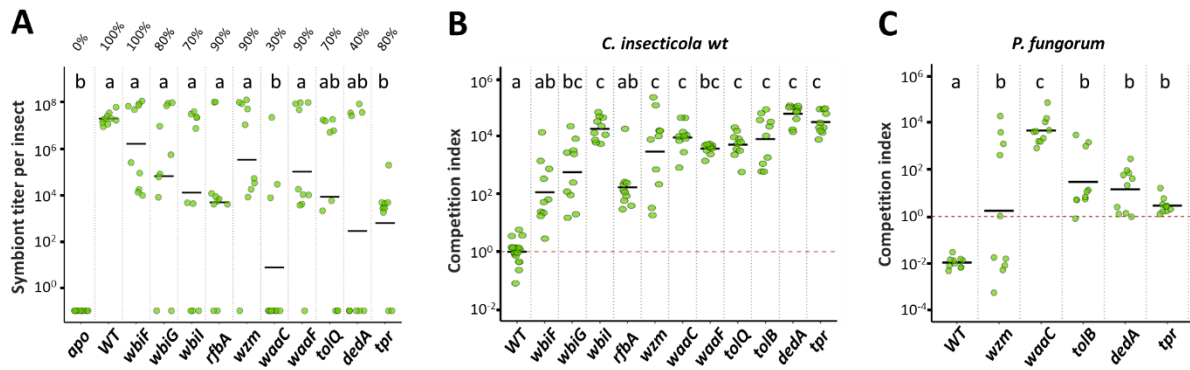 A
0%
100%
100%
80%
70%
90%
90%
30%
90%
70%
40%
80%
b a a a a a a b a ab ab b
Symbiont titer per insect
10^8
10^6
10^4
10^2
10^0
apo WT wbiF wbiG wbiI rfbA wzm waaC waaF tolQ dedA tpr
B
C. insecticola wt
a ab bc c ab c c bc c c c c
Competition index
10^6
10^4
10^2
10^0
10^-2
WT wbiF wbiG wbiI rfbA wzm waaC waaF tolQ tolB dedA tpr
C
P. fungorum
a b c b b b
Competition index
10^6
10^4
10^2
10^0
10^-2
10^-4
WT wzm waaC tolB dedA tpr